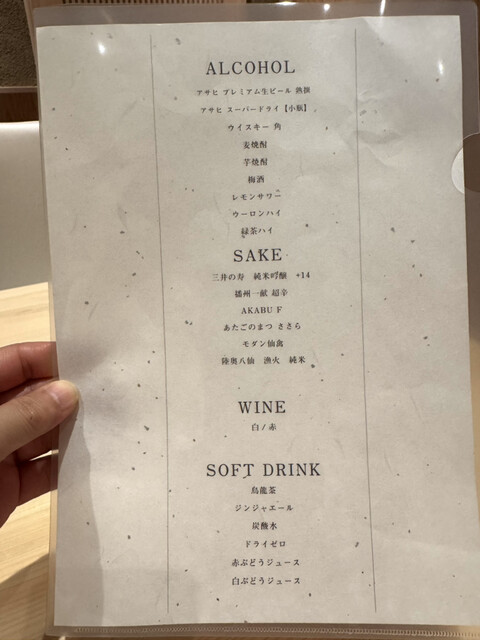 ALCOHOL
アサヒ プレミアム生ビール 熟撰
アサヒ スーパードライ【小瓶】
ウイスキー 角
麦焼酎
芋焼酎
梅酒
レモンサワー
ウーロンハイ
緑茶ハイ
SAKE
三井の寿 純米吟醸 +14
播州一献 超辛
AKABU F
あたごのまつ ささら
モダン仙禽
陸奥八仙 漁火 純米
WINE
白/赤
SOFT DRINK
烏龍茶
ジンジャエール
炭酸水
ドライゼロ
赤ぶどうジュース
白ぶどうジュース